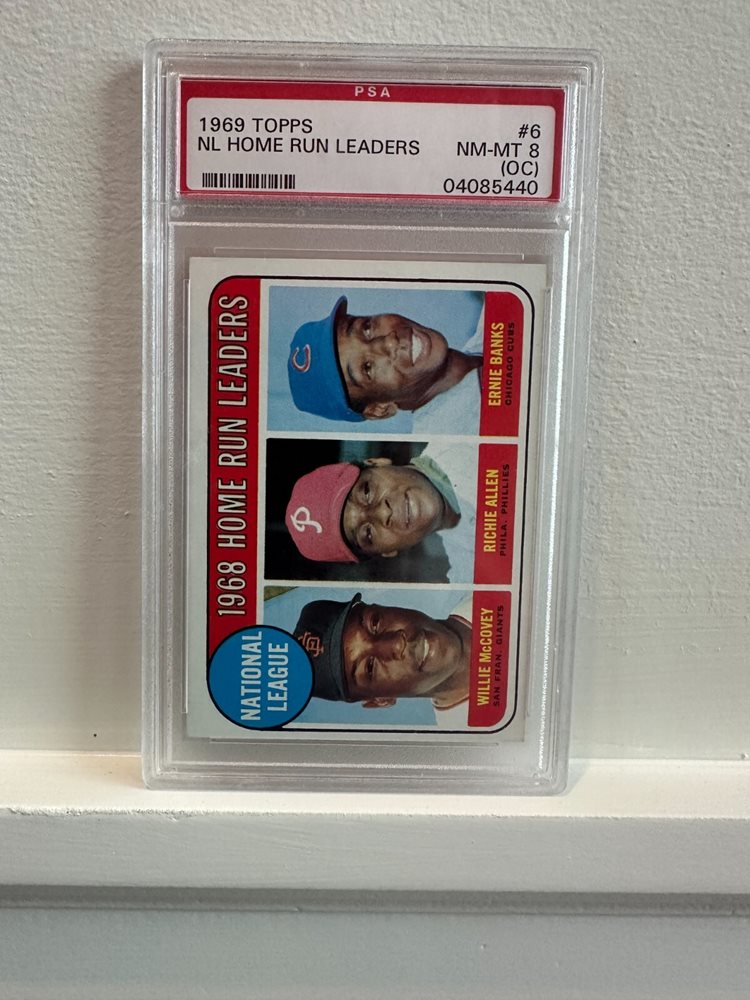 PSA
1969 TOPPS #6
NL HOME RUN LEADERS NM-MT 8
(OC)
04085440
1968 HOME RUN LEADERS
NATIONAL
LEAGUE
C
ERNIE BANKS
CHICAGO CUBS
P
RICHIE ALLEN
PHILA. PHILLIES
SF
WILLIE McCOVEY
SAN FRAN. GIANTS